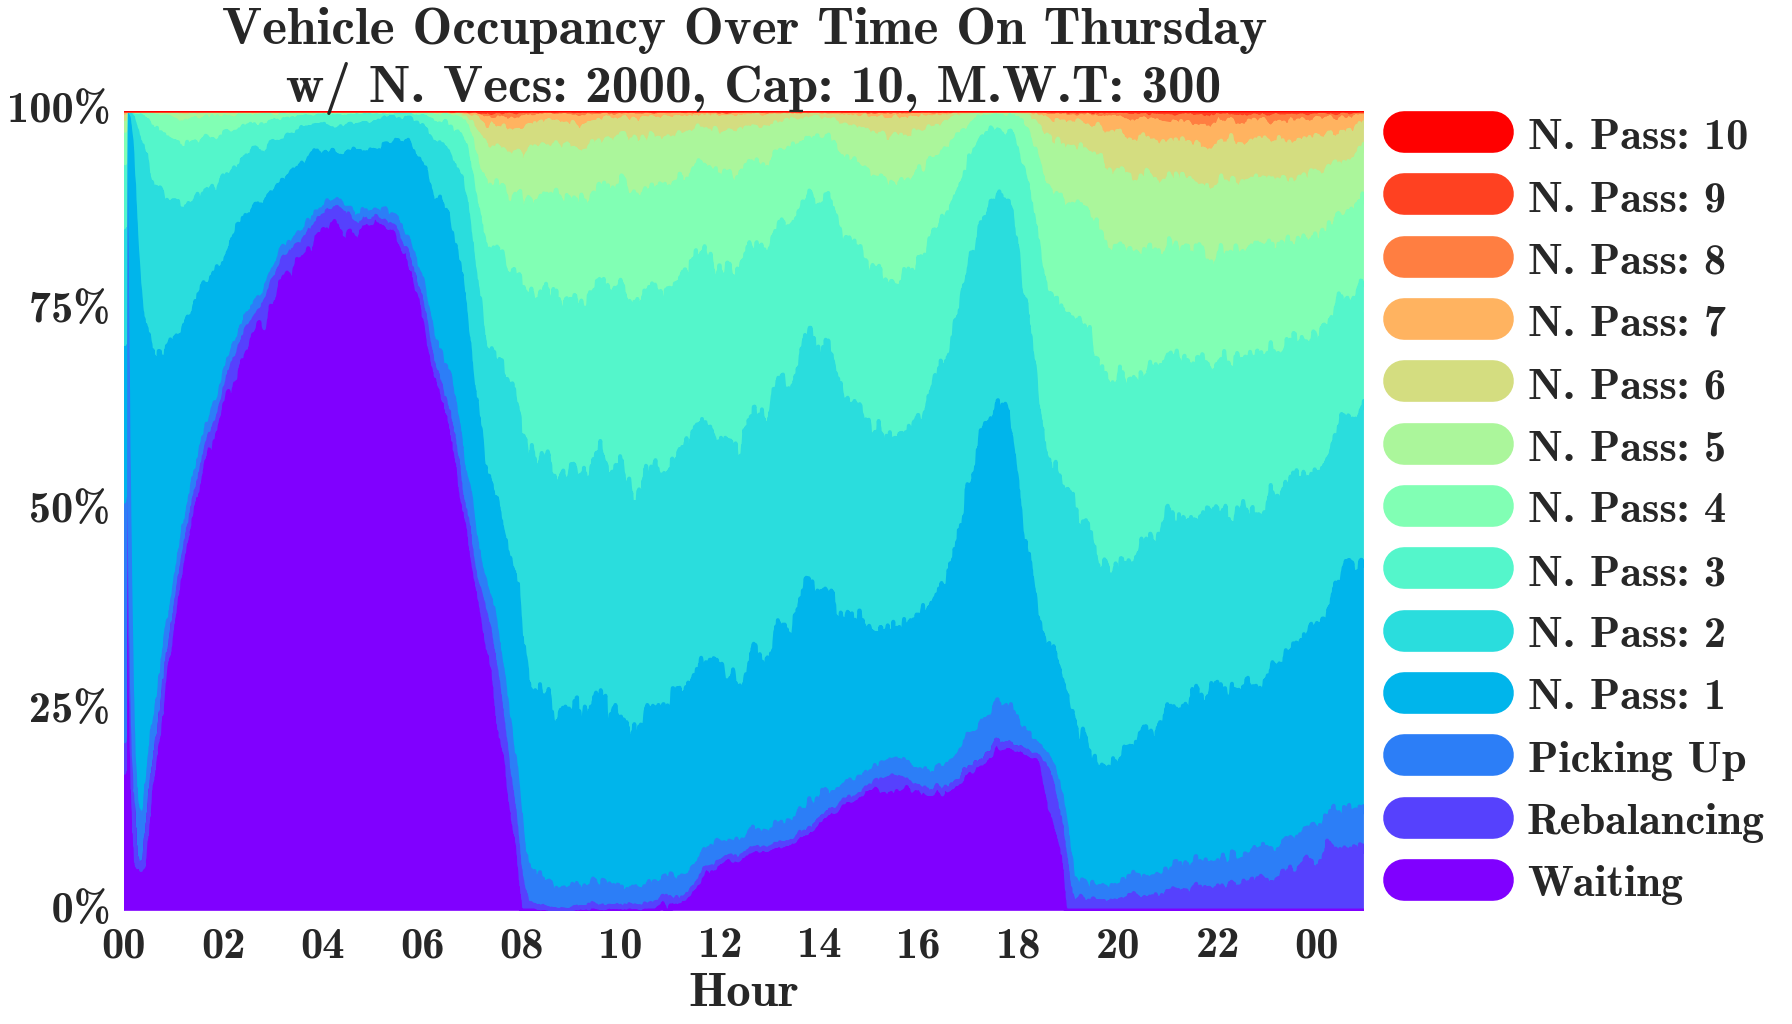 Vehicle Occupancy Over Time On Thursday
w/ N. Vecs: 2000, Cap: 10, M.W.T: 300
100%
75%
50%
25%
0%
00 02 04 06 08 10 12 14 16 18 20 22 00
Hour
N. Pass: 10
N. Pass: 9
N. Pass: 8
N. Pass: 7
N. Pass: 6
N. Pass: 5
N. Pass: 4
N. Pass: 3
N. Pass: 2
N. Pass: 1
Picking Up
Rebalancing
Waiting